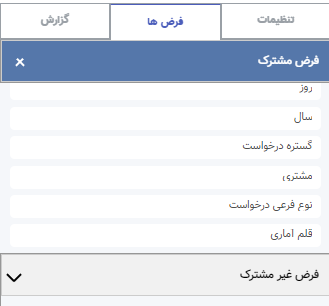 تنظیمات
فرض ها
گزارش
فرض مشترک
روز
سال
گستره درخواست
مشتری
نوع فرعی درخواست
قلم اماری
فرض غیر مشترک